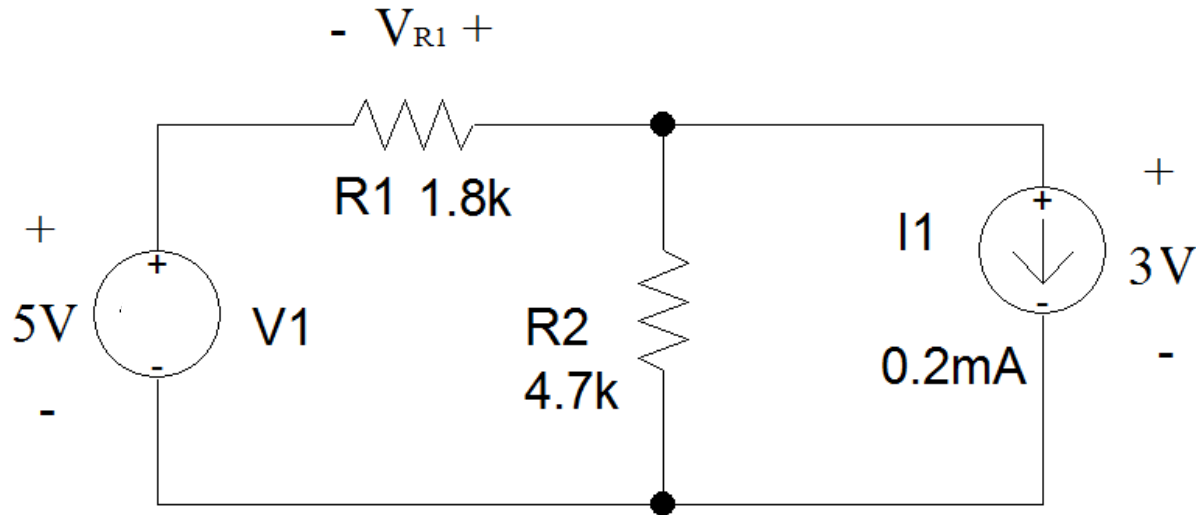 - VR1 +
R1 1.8k
+
5V
-
+
-
V1
R2
4.7k
I1
0.2mA
+
-
+
3V
-